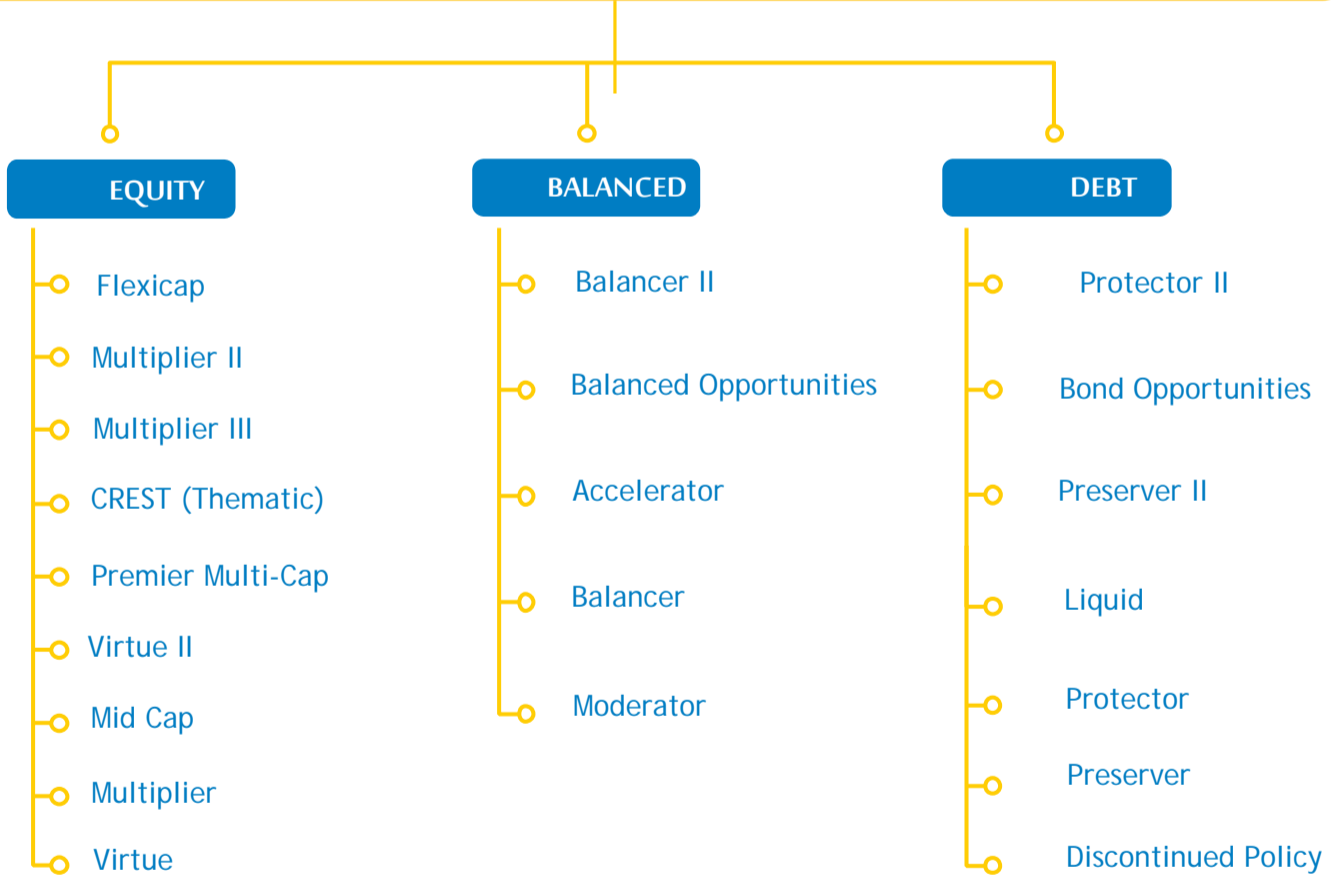 EQUITY
Flexicap
Multiplier II
Multiplier III
CREST (Thematic)
Premier Multi-Cap
Virtue II
Mid Cap
Multiplier
Virtue
BALANCED
Balancer II
Balanced Opportunities
Accelerator
Balancer
Moderator
DEBT
Protector II
Bond Opportunities
Preserver II
Liquid
Protector
Preserver
Discontinued Policy